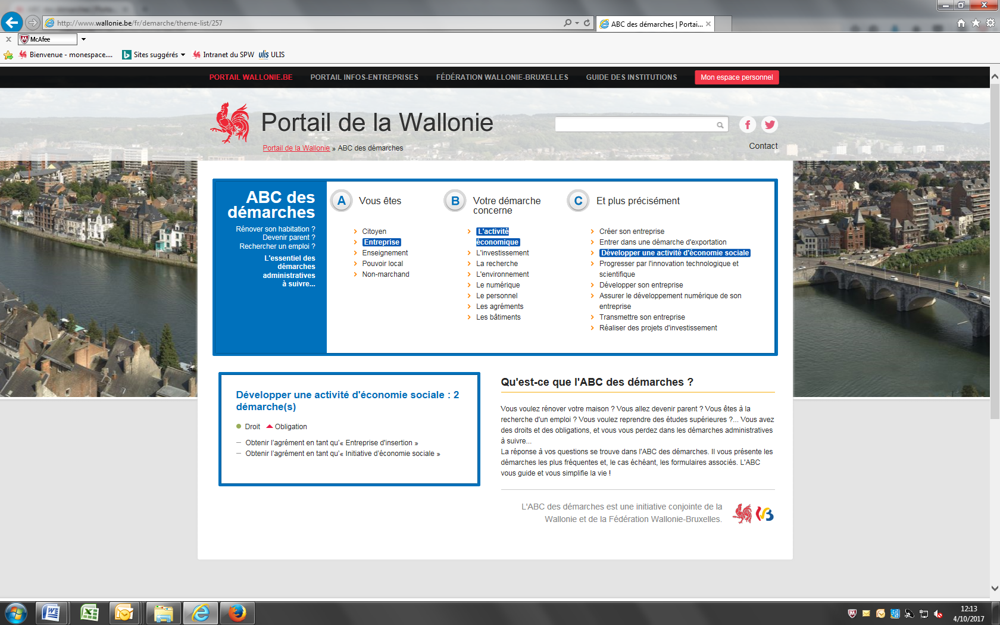 http://www.wallonie.be/fr/demarche/theme-list/257
ABC des démarches | Portai...
McAfee
Bienvenue - monespace....
Sites suggérés
Intranet du SPW
ulis ULIS
PORTAIL WALLONIE.BE
PORTAIL INFOS-ENTREPRISES
FÉDÉRATION WALLONIE-BRUXELLES
GUIDE DES INSTITUTIONS
Mon espace personnel
Portail de la Wallonie
Portail de la Wallonie » ABC des démarches
Contact
ABC des
démarches
Rénover son habitation ?
Devenir parent ?
Rechercher un emploi ?
L'essentiel des
démarches
administratives
à suivre...
A Vous êtes
Citoyen
Entreprise
Enseignement
Pouvoir local
Non-marchand
B Votre démarche
concerne
L'activité
économique
L'investissement
La recherche
L'environnement
Le numérique
Le personnel
Les agréments
Les bâtiments
C Et plus précisément
Créer son entreprise
Entrer dans une démarche d'exportation
Développer une activité d'économie sociale
Progresser par l'innovation technologique et
scientifique
Développer son entreprise
Assurer le développement numérique de son
entreprise
Transmettre son entreprise
Réaliser des projets d'investissement
Développer une activité d'économie sociale : 2
démarche(s)
Droit Obligation
Obtenir l'agrément en tant qu'« Entreprise d'insertion »
Obtenir l'agrément en tant qu'« Initiative d'économie sociale »
Qu'est-ce que l'ABC des démarches ?
Vous voulez rénover votre maison ? Vous allez devenir parent ? Vous êtes à la
recherche d'un emploi ? Vous voulez reprendre des études supérieures ?... Vous avez
des droits et des obligations, et vous vous perdez dans les démarches administratives
à suivre...
La réponse à vos questions se trouve dans l'ABC des démarches. Il vous présente les
démarches les plus fréquentes et, le cas échéant, les formulaires associés. L'ABC
vous guide et vous simplifie la vie !
L'ABC des démarches est une initiative conjointe de la
Wallonie et de la Fédération Wallonie-Bruxelles.
12:13
4/10/2017